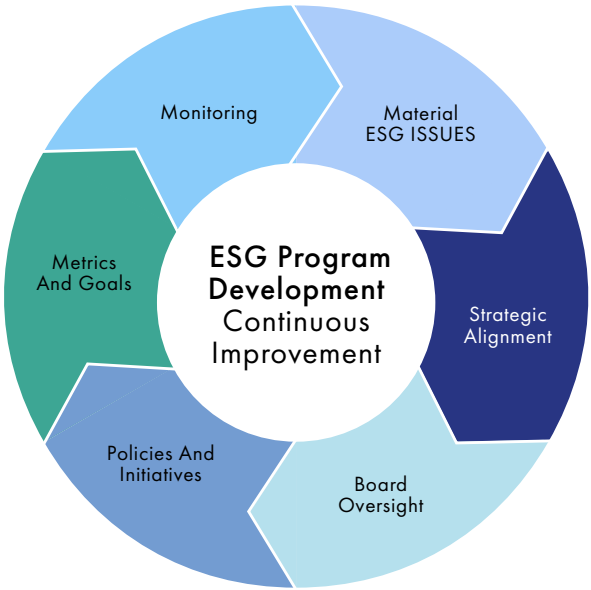 Monitoring
Material
ESG ISSUES
Strategic
Alignment
Board
Oversight
Policies And
Initiatives
Metrics
And Goals
ESG Program
Development
Continuous
Improvement